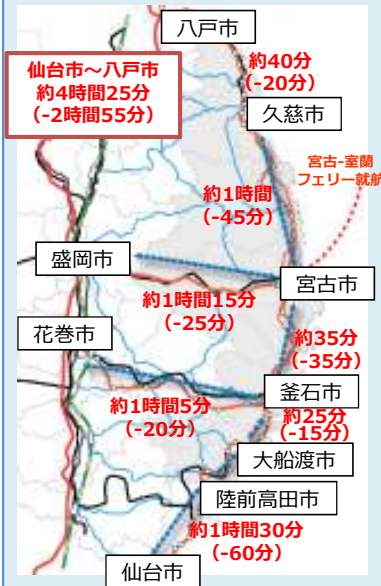 八戸市
仙台市～八戸市
約4時間25分
(-2時間55分)
約40分
(-20分)
久慈市
宮古-室蘭
フェリー就航
約1時間
(-45分)
盛岡市
宮古市
約1時間15分
(-25分)
花巻市
約35分
(-35分)
釜石市
約1時間5分
(-20分)
約25分
(-15分)
大船渡市
陸前高田市
約1時間30分
(-60分)
仙台市